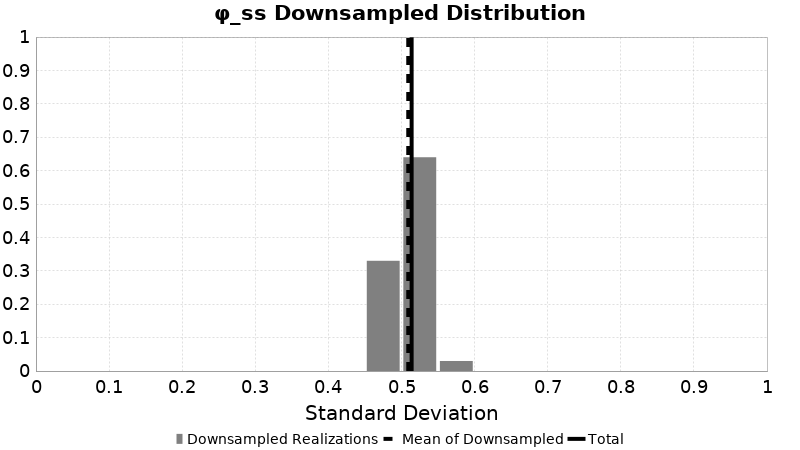 φ_ss Downsampled Distribution
1
0.9
0.8
0.7
0.6
0.5
0.4
0.3
0.2
0.1
0
0 0.1 0.2 0.3 0.4 0.5 0.6 0.7 0.8 0.9 1
Standard Deviation
Downsampled Realizations Mean of Downsampled Total